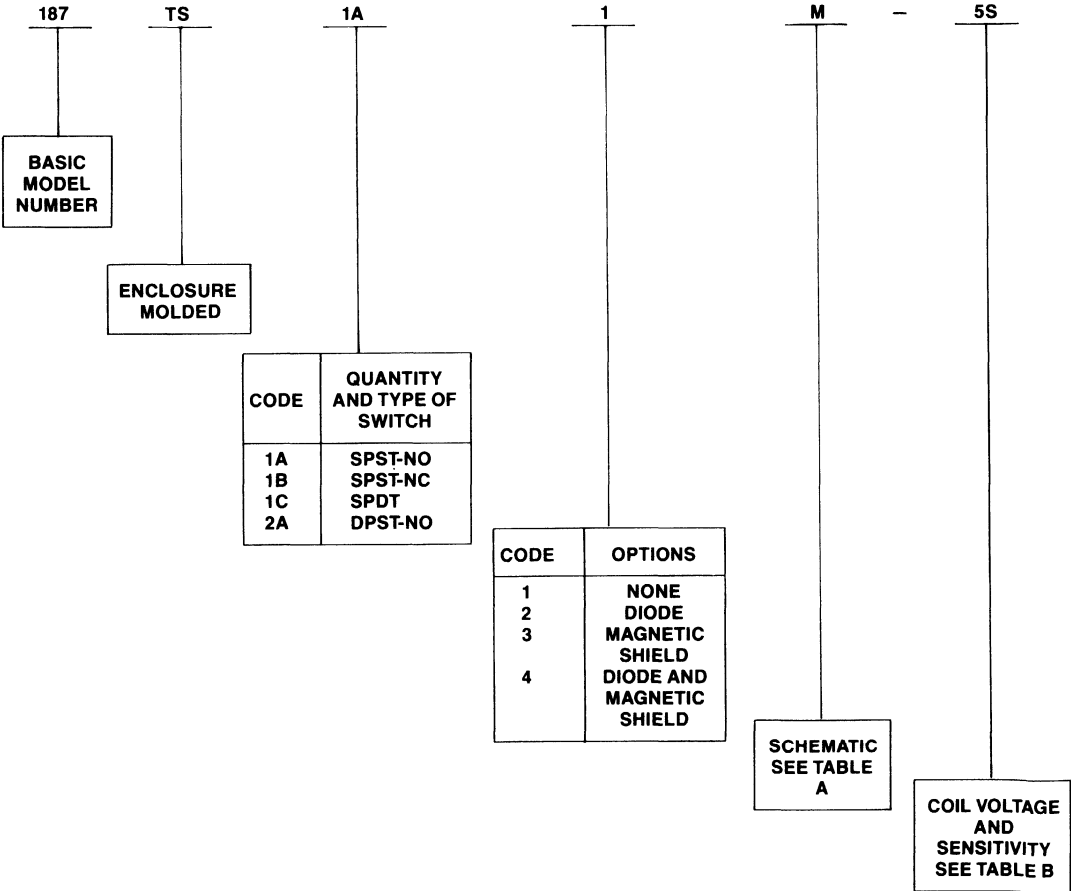 187 TS 1A 1 M – 5S
BASIC
MODEL
NUMBER
ENCLOSURE
MOLDED
CODE
QUANTITY
AND TYPE OF
SWITCH
1A SPST-NO
1B SPST-NC
1C SPDT
2A DPST-NO
CODE OPTIONS
1 NONE
2 DIODE
3 MAGNETIC
SHIELD
4 DIODE AND
MAGNETIC
SHIELD
SCHEMATIC
SEE TABLE
A
COIL VOLTAGE
AND
SENSITIVITY
SEE TABLE B